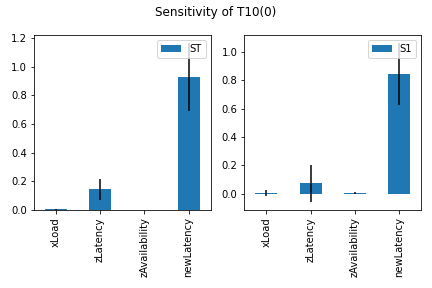 Sensitivity of T10(0)
ST
1.2
1.0
0.8
0.6
0.4
0.2
0.0
xLoad
zLatency
zAvailability
newLatency
S1
1.0
0.8
0.6
0.4
0.2
0.0
xLoad
zLatency
zAvailability
newLatency